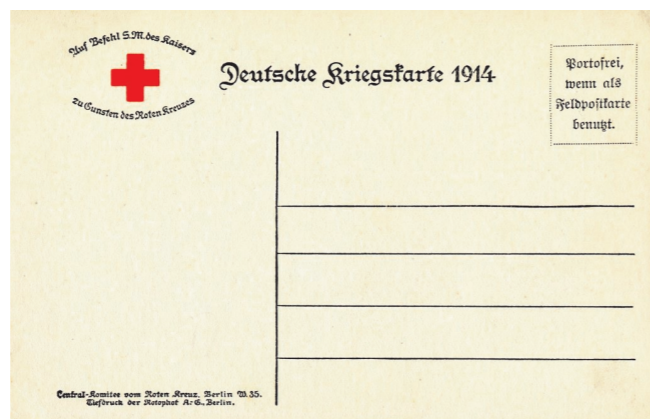 Auf Befehl S.M. des Kaisers
zu Gunsten des Roten Kreuzes
Deutsche Kriegskarte 1914
Portofrei,
wenn als
Feldpostkarte
benutzt.
Central-Komitee vom Roten Kreuz, Berlin W. 35.
Tiefdruck der Rotophot A.-G., Berlin.